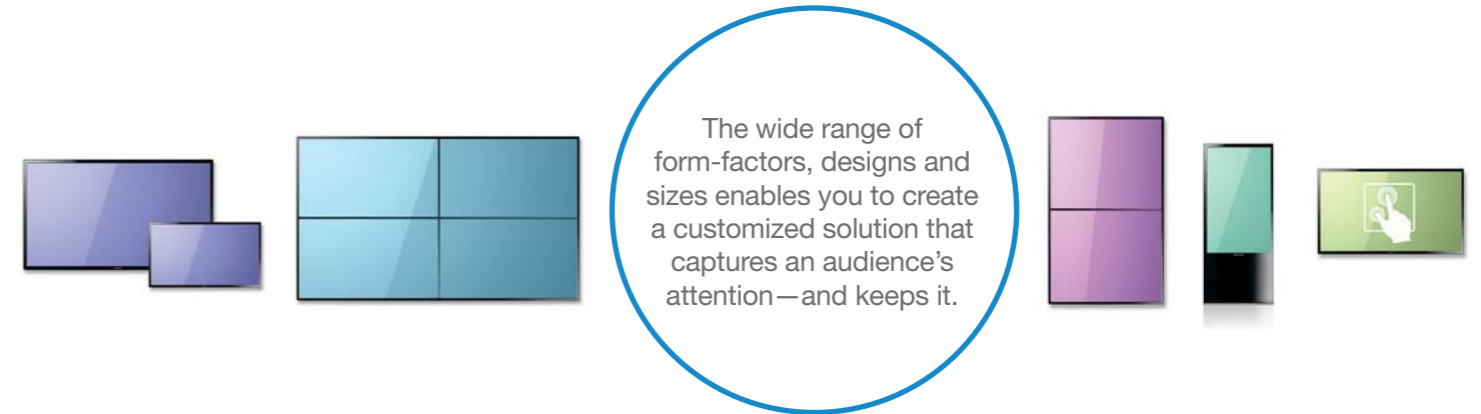 The wide range of
form-factors, designs and
sizes enables you to create
a customized solution that
captures an audience’s
attention—and keeps it.